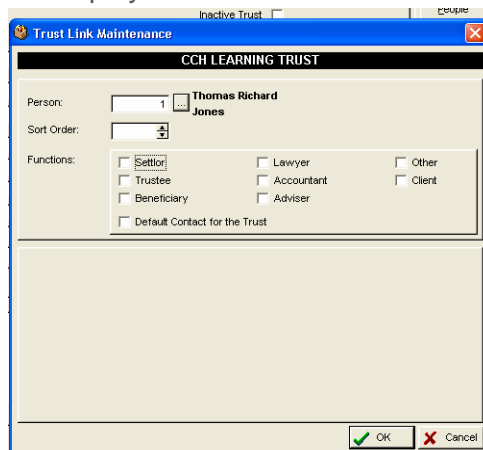 Inactive Trust
People
Trust Link Maintenance
CCH LEARNING TRUST
Person: 1 ... Thomas Richard
Jones
Sort Order:
Functions: Settlor Lawyer Other
Trustee Accountant Client
Beneficiary Adviser
Default Contact for the Trust
OK Cancel